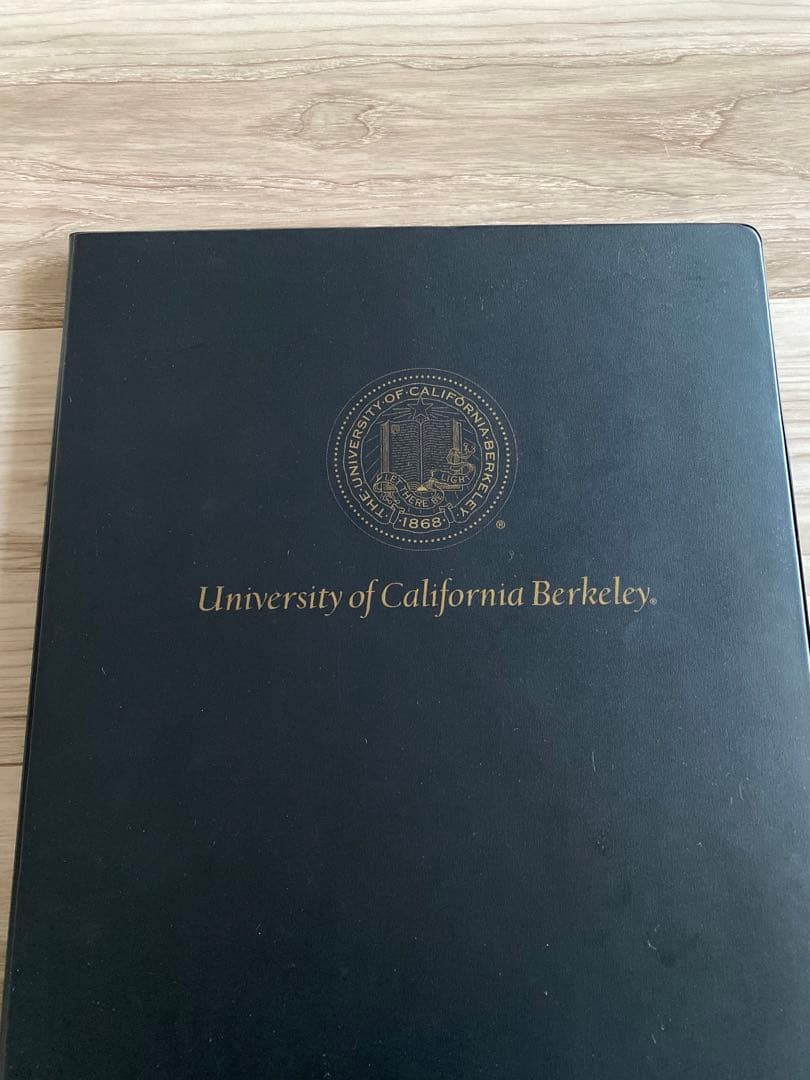 ·THE·UNIVERSITY·OF·CALIFORNIA·BERKELEY·
LET THERE BE LIGHT
·1868·
®
University of California Berkeley®